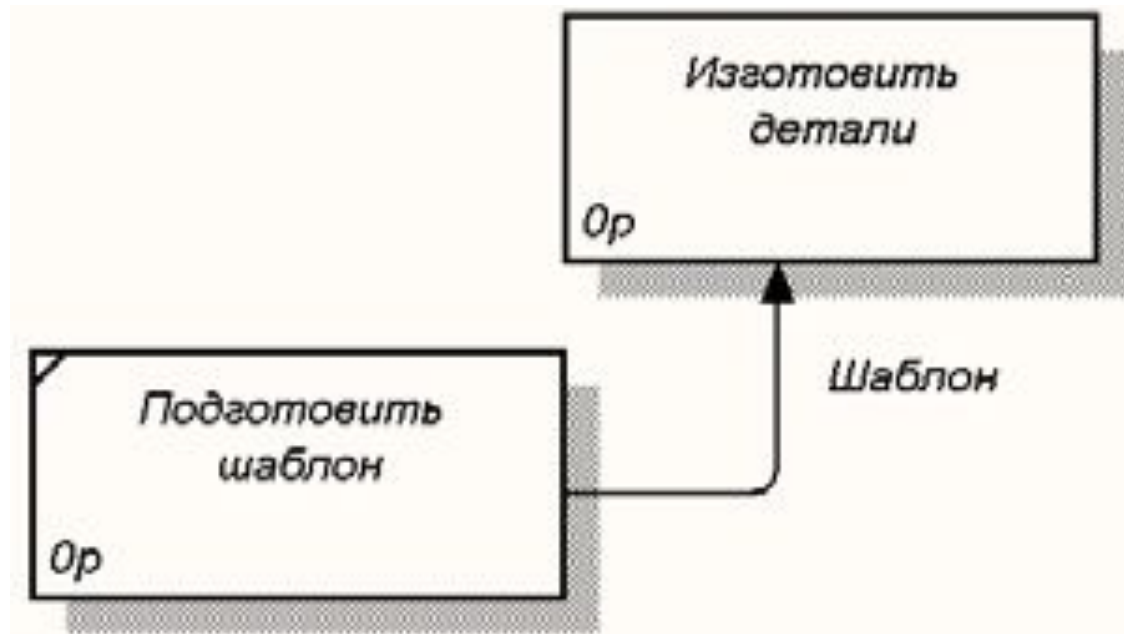 Изготовить
детали
0р
Шаблон
Подготовить
шаблон
0р